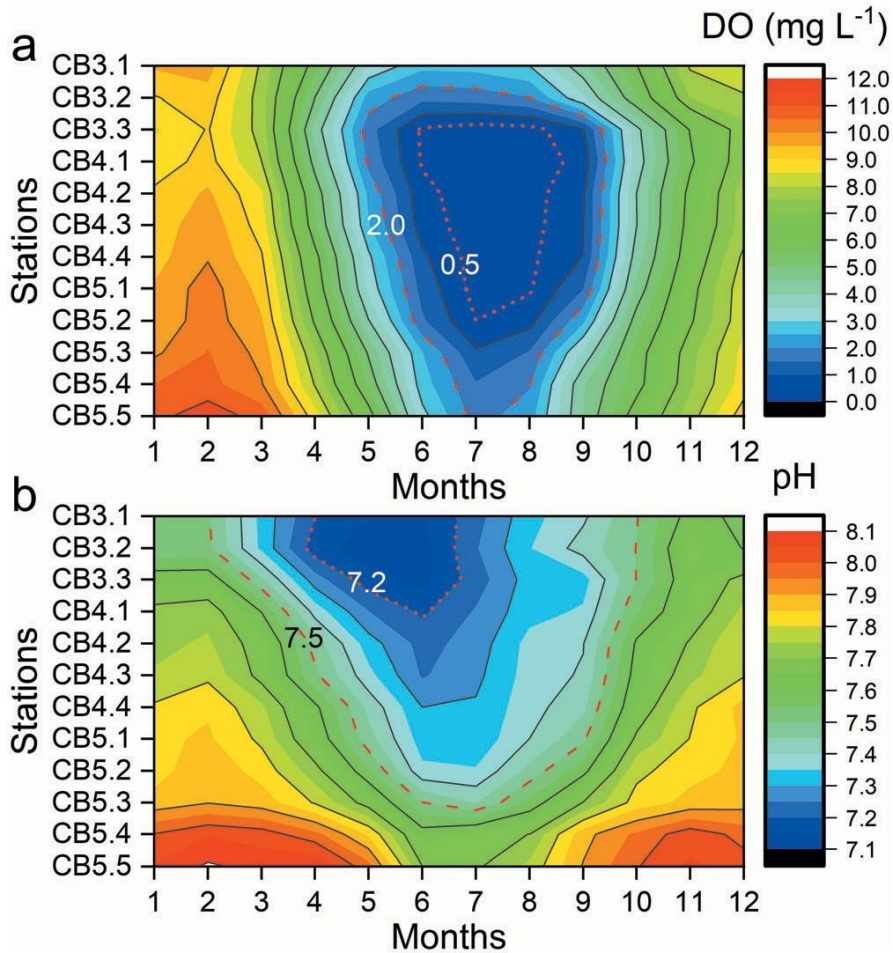 a
DO (mg L⁻¹)
CB3.1
CB3.2
CB3.3
CB4.1
CB4.2
CB4.3
CB4.4
CB5.1
CB5.2
CB5.3
CB5.4
CB5.5
Stations
2.0
0.5
1 2 3 4 5 6 7 8 9 10 11 12
Months
12.0
11.0
10.0
9.0
8.0
7.0
6.0
5.0
4.0
3.0
2.0
1.0
0.0
b
pH
CB3.1
CB3.2
CB3.3
CB4.1
CB4.2
CB4.3
CB4.4
CB5.1
CB5.2
CB5.3
CB5.4
CB5.5
Stations
7.2
7.5
1 2 3 4 5 6 7 8 9 10 11 12
Months
8.1
8.0
7.9
7.8
7.7
7.6
7.5
7.4
7.3
7.2
7.1